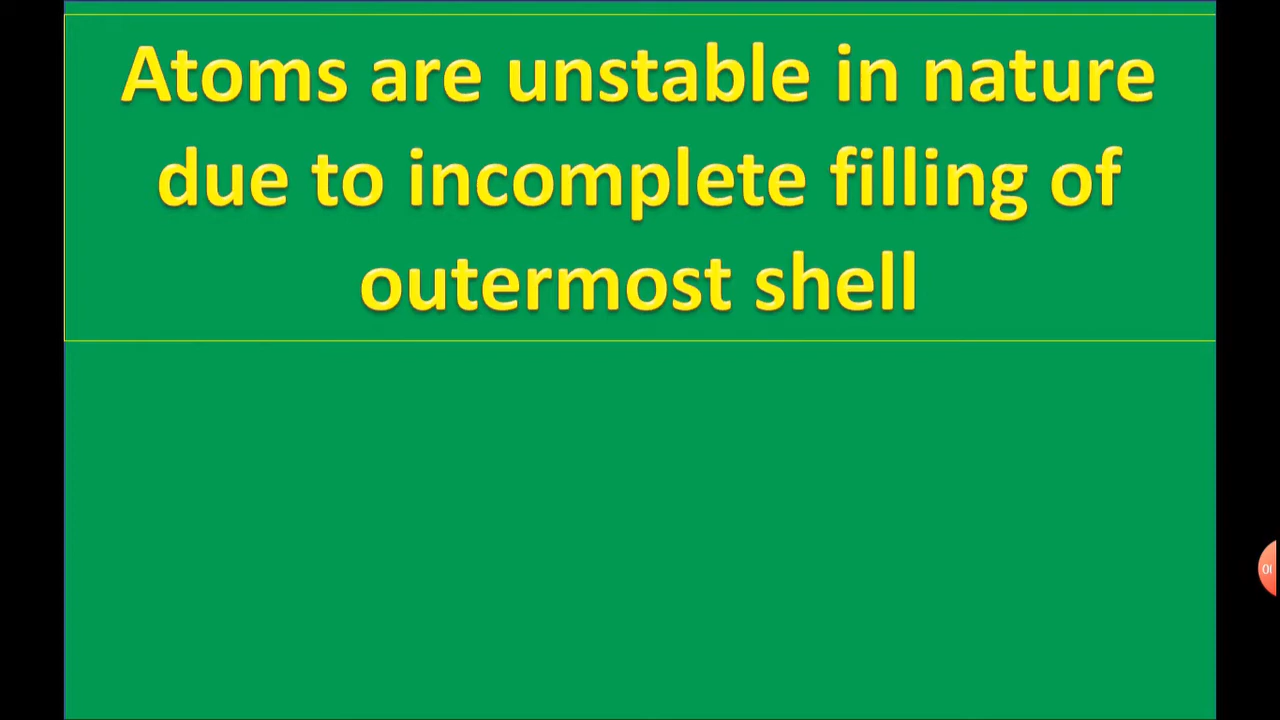 Atoms are unstable in nature
due to incomplete filling of
outermost shell